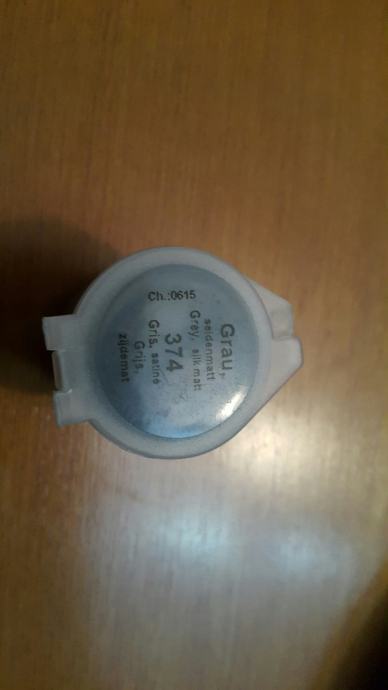 Ch.:0615
Grau,
seidenmatt
Grey, silk matt
374
Gris, satiné
Grijs,
zijdemat